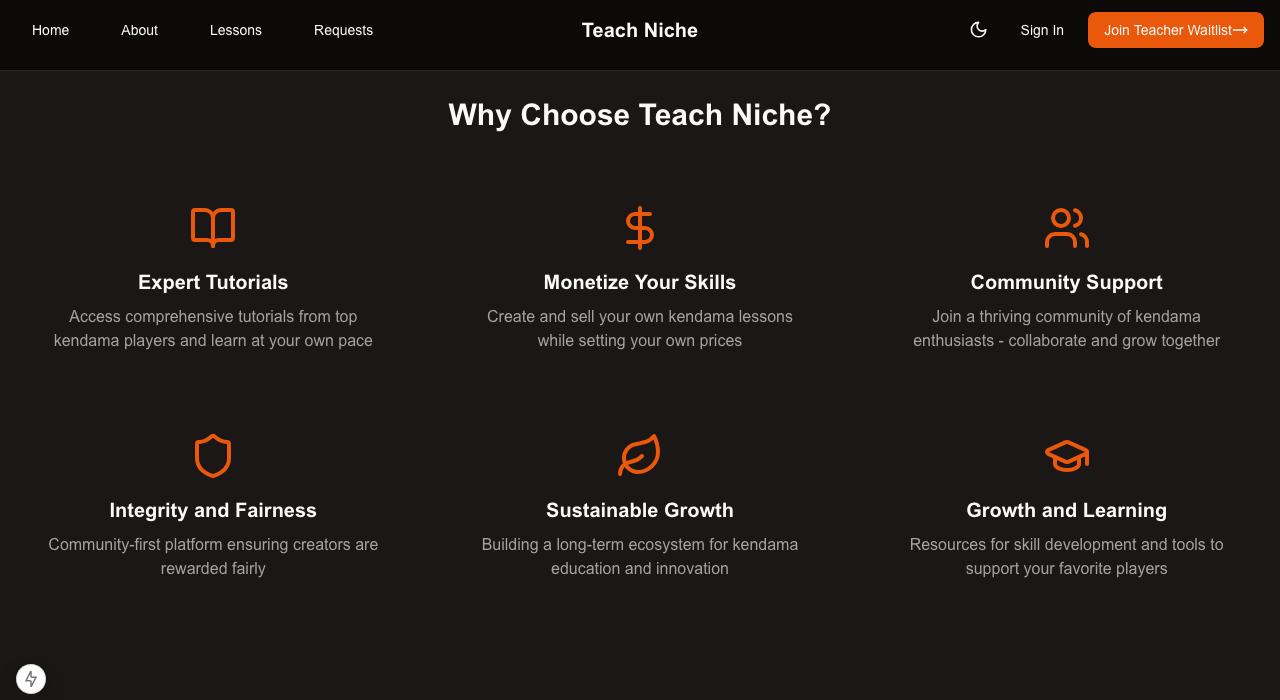 Home
About
Lessons
Requests
Teach Niche
Sign In
Join Teacher Waitlist→
Why Choose Teach Niche?
Expert Tutorials
Access comprehensive tutorials from top
kendama players and learn at your own pace
Monetize Your Skills
Create and sell your own kendama lessons
while setting your own prices
Community Support
Join a thriving community of kendama
enthusiasts - collaborate and grow together
Integrity and Fairness
Community-first platform ensuring creators are
rewarded fairly
Sustainable Growth
Building a long-term ecosystem for kendama
education and innovation
Growth and Learning
Resources for skill development and tools to
support your favorite players